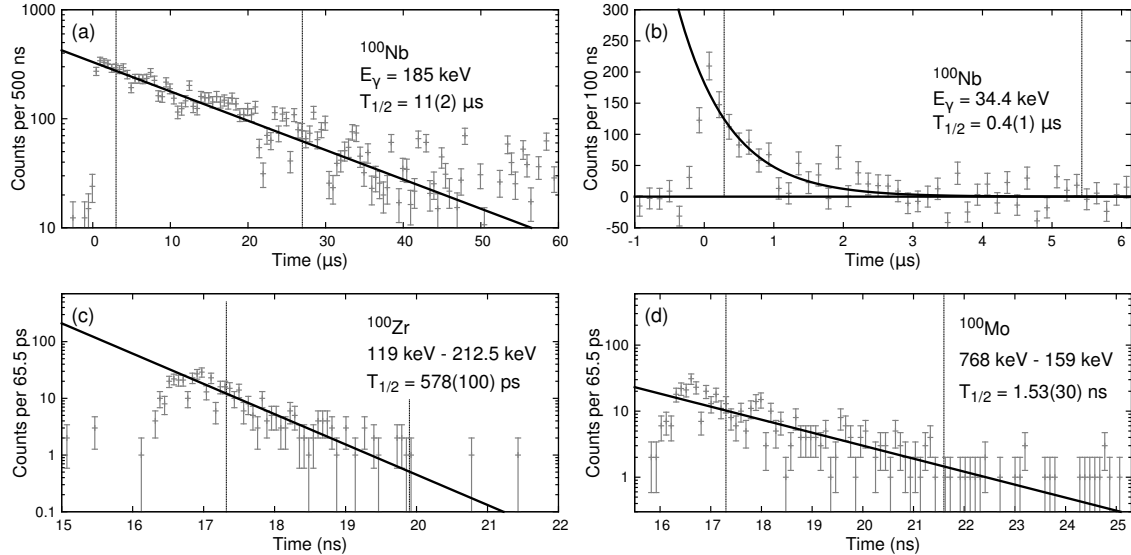 (a)
¹⁰⁰Nb
Eγ = 185 keV
T1/2 = 11(2) µs
Counts per 500 ns
1000
100
10
0 10 20 30 40 50 60
Time (µs)
(b)
¹⁰⁰Nb
Eγ = 34.4 keV
T1/2 = 0.4(1) µs
Counts per 100 ns
300
250
200
150
100
50
0
-50
-1 0 1 2 3 4 5 6
Time (µs)
(c)
¹⁰⁰Zr
119 keV - 212.5 keV
T1/2 = 578(100) ps
Counts per 65.5 ps
100
10
1
0.1
15 16 17 18 19 20 21 22
Time (ns)
(d)
¹⁰⁰Mo
768 keV - 159 keV
T1/2 = 1.53(30) ns
Counts per 65.5 ps
100
10
1
16 17 18 19 20 21 22 23 24 25
Time (ns)